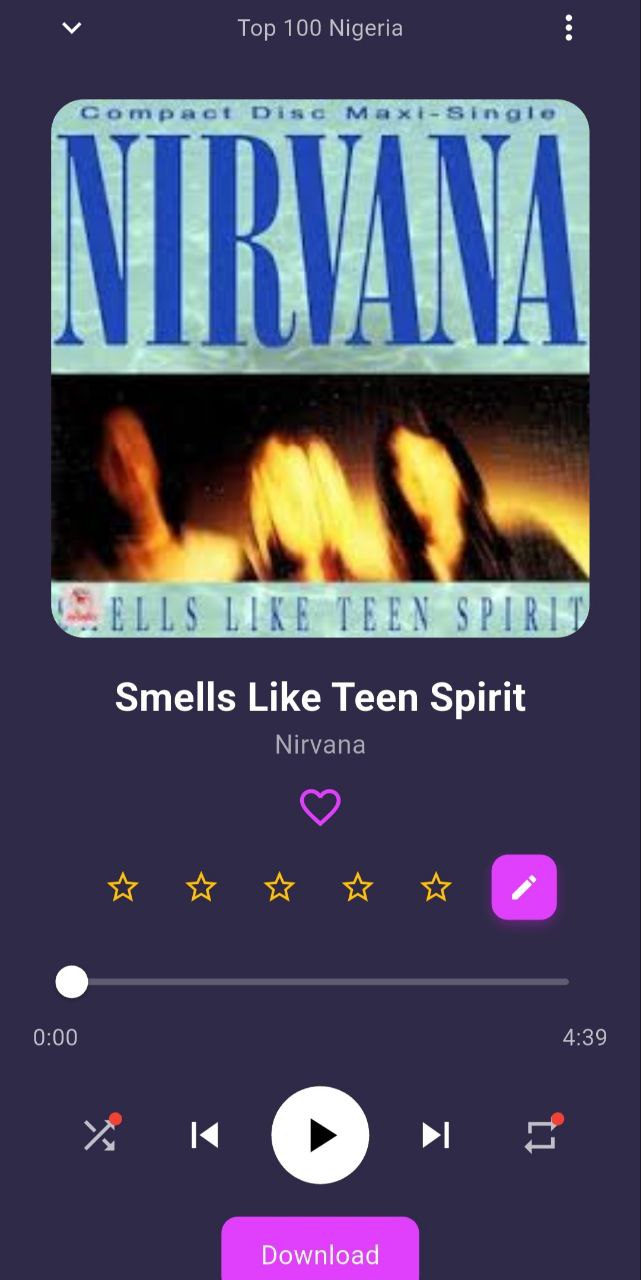 Top 100 Nigeria
Compact Disc Maxi-Single
NIRVANA
SMELLS LIKE TEEN SPIRIT
Smells Like Teen Spirit
Nirvana
0:00
4:39
Download